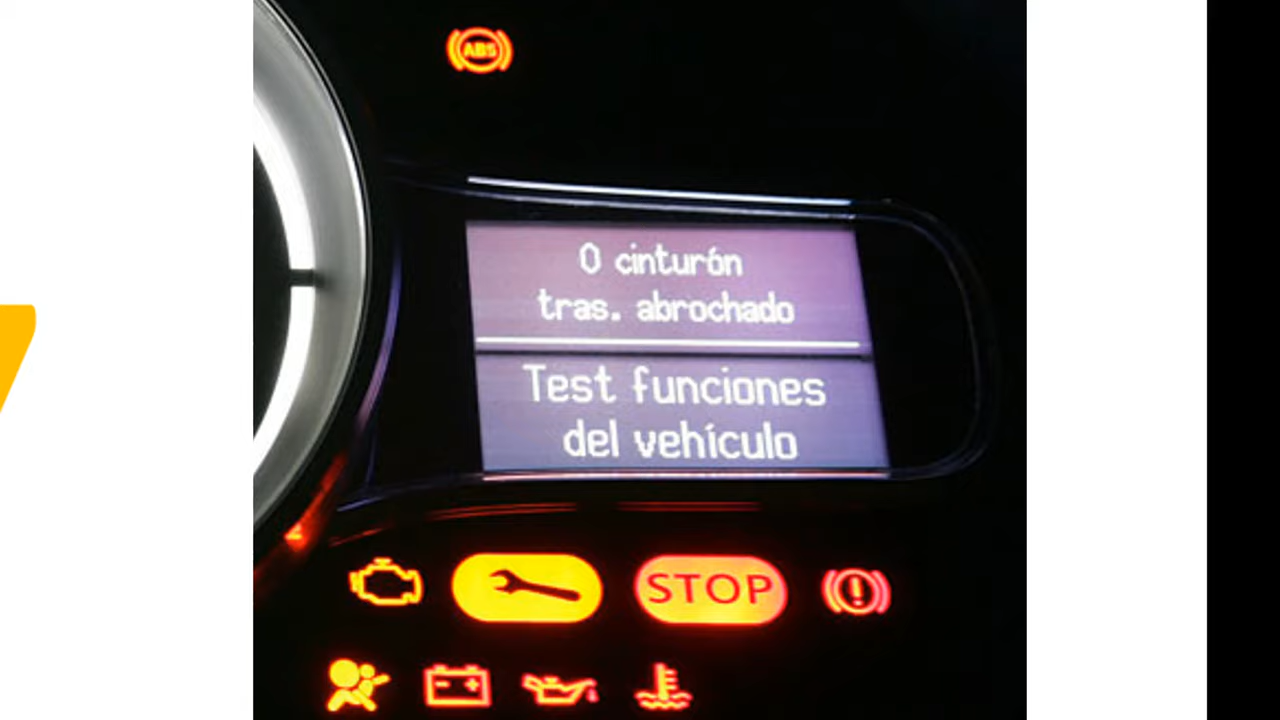 ABS
0 cinturón
tras. abrochado
Test funciones
del vehículo
STOP